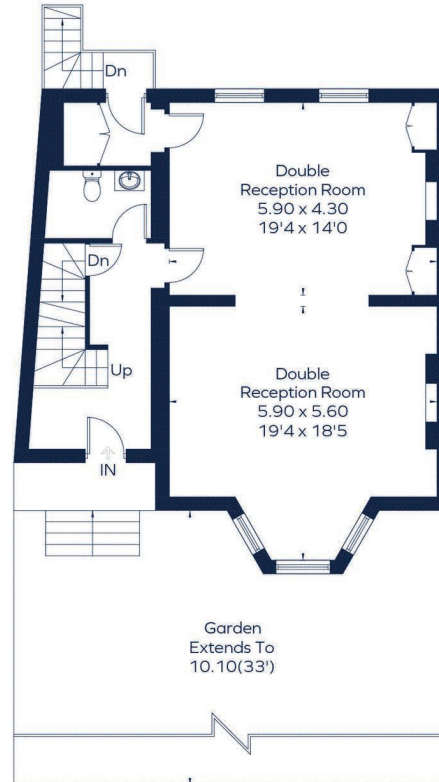 Dn
Double
Reception Room
5.90 x 4.30
19'4 x 14'0
Dn
Up
Double
Reception Room
5.90 x 5.60
19'4 x 18'5
IN
Garden
Extends To
10.10(33')